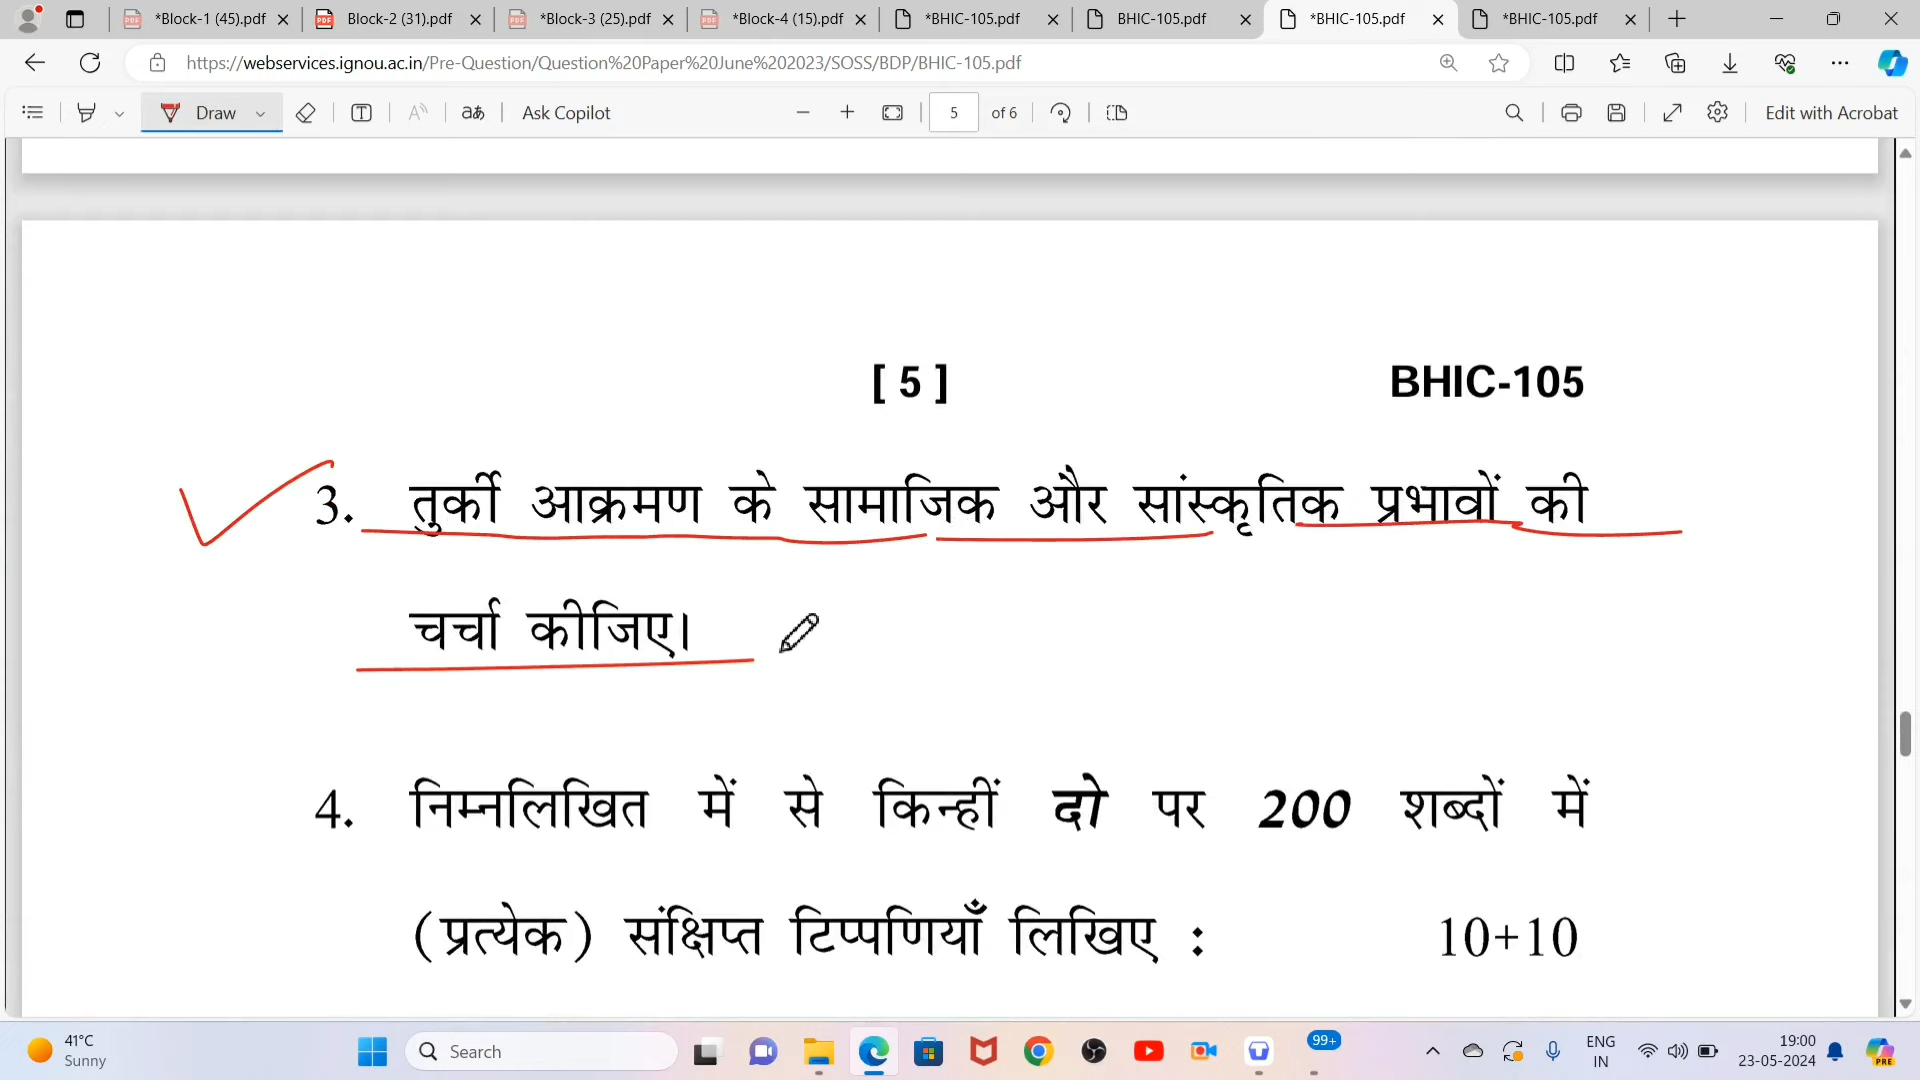 *Block-1 (45).pdf
Block-2 (31).pdf
*Block-3 (25).pdf
*Block-4 (15).pdf
*BHIC-105.pdf
BHIC-105.pdf
*BHIC-105.pdf
*BHIC-105.pdf
https://webservices.ignou.ac.in/Pre-Question/Question%20Paper%20June%202023/SOSS/BDP/BHIC-105.pdf
Draw
aあ
Ask Copilot
5 of 6
Edit with Acrobat
[ 5 ] BHIC-105
3. तुर्की आक्रमण के सामाजिक और सांस्कृतिक प्रभावों की
चर्चा कीजिए।
4. निम्नलिखित में से किन्हीं दो पर 200 शब्दों में
(प्रत्येक) संक्षिप्त टिप्पणियाँ लिखिए : 10+10
41°C
Sunny
Search
99+
ENG
IN
19:00
23-05-2024
PRE